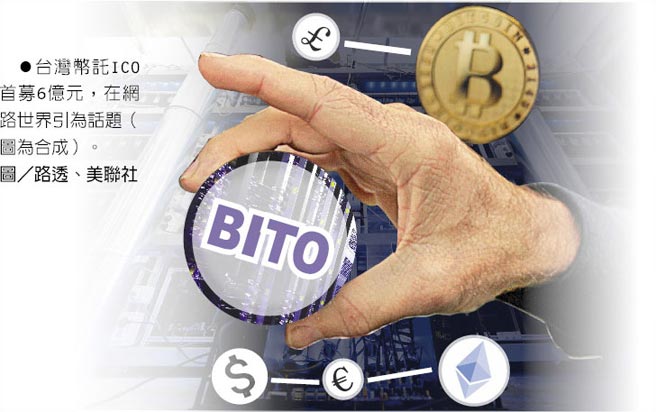 ●台灣幣託ICO
首募6億元，在網
路世界引為話題（
圖為合成）。
圖／路透、美聯社
£
B
BITO
$
€